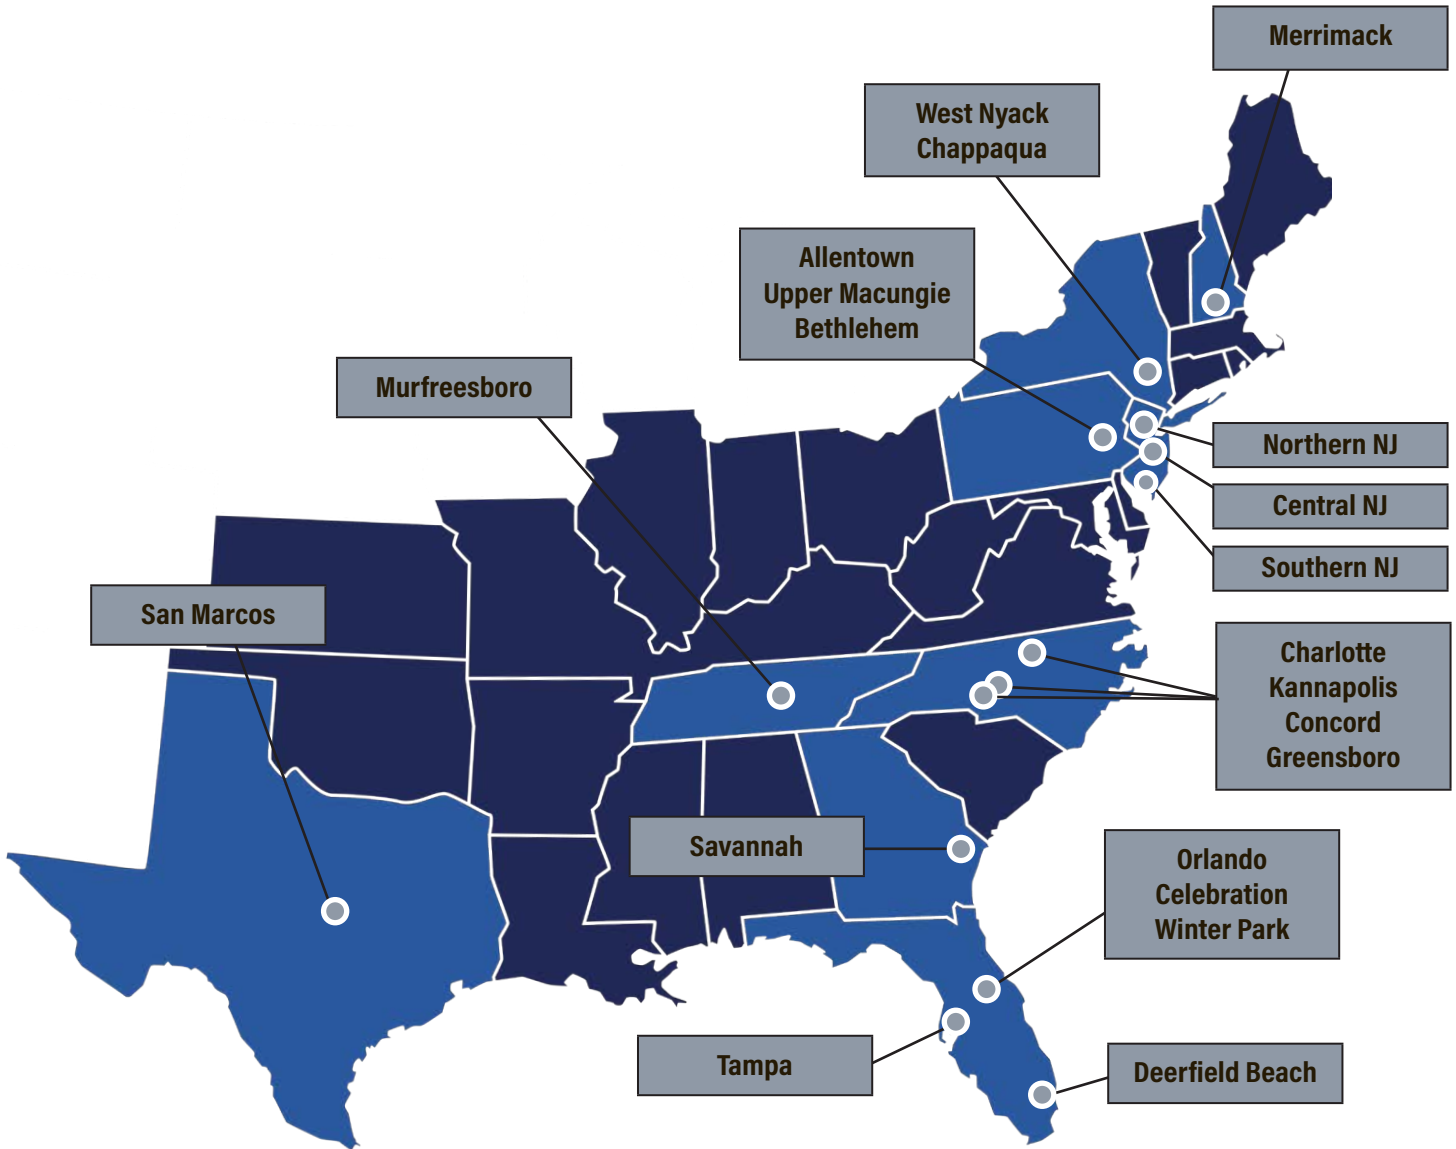 Merrimack
West Nyack
Chappaqua
Allentown
Upper Macungie
Bethlehem
Murfreesboro
Northern NJ
Central NJ
Southern NJ
San Marcos
Charlotte
Kannapolis
Concord
Greensboro
Savannah
Orlando
Celebration
Winter Park
Tampa
Deerfield Beach